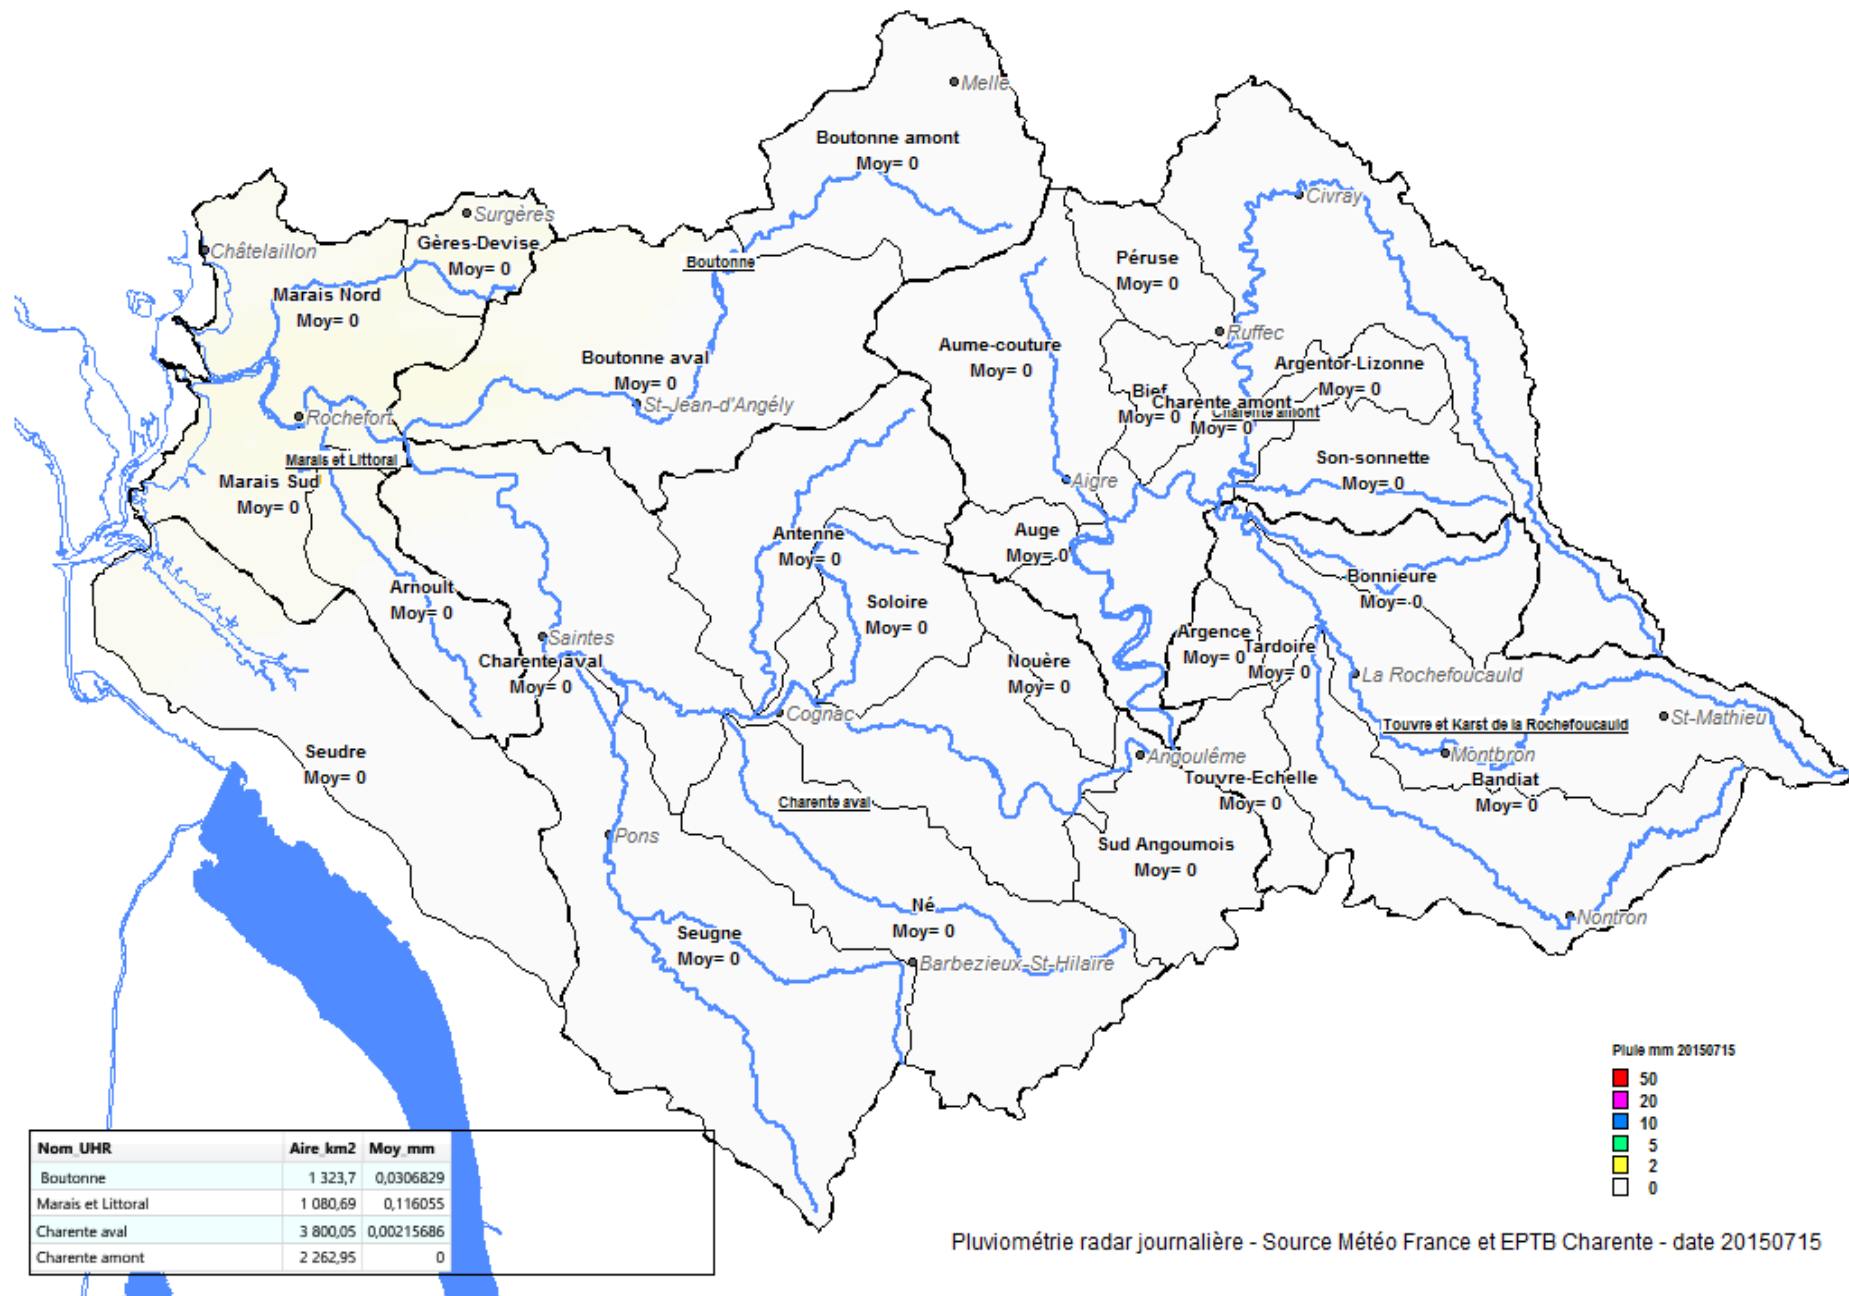 Melle
Boutonne amont
Moy= 0
Civray
Surgères
Châtelaillon
Gères-Devise
Moy= 0
Boutonne
Péruse
Moy= 0
Marais Nord
Moy= 0
Ruffec
Boutonne aval
Moy= 0
Aume-couture
Moy= 0
Argentor-Lizonne
Moy= 0
Bief
Moy= 0
Charente amont
Moy= 0
Charente amont
St-Jean-d'Angély
Rochefort
Marais et Littoral
Marais Sud
Moy= 0
Son-sonnette
Moy= 0
Aigre
Antenne
Moy= 0
Auge
Moy= 0
Arnoult
Moy= 0
Bonnieure
Moy= 0
Soloire
Moy= 0
Saintes
Argence
Moy= 0
Tardoire
Moy= 0
Charente aval
Moy= 0
Nouère
Moy= 0
La Rochefoucauld
Cognac
St-Mathieu
Touvre et Karst de la Rochefoucauld
Seudre
Moy= 0
Angoulême
Montbron
Touvre-Echelle
Moy= 0
Bandiat
Moy= 0
Charente aval
Pons
Sud Angoumois
Moy= 0
Né
Moy= 0
Nontron
Seugne
Moy= 0
Barbezieux-St-Hilaire
Pluie mm 20150715
50
20
10
5
2
0
Nom_UHR Aire_km2 Moy_mm
Boutonne 1 323,7 0,0306829
Marais et Littoral 1 080,69 0,116055
Charente aval 3 800,05 0,00215686
Charente amont 2 262,95 0
Pluviométrie radar journalière - Source Météo France et EPTB Charente - date 20150715